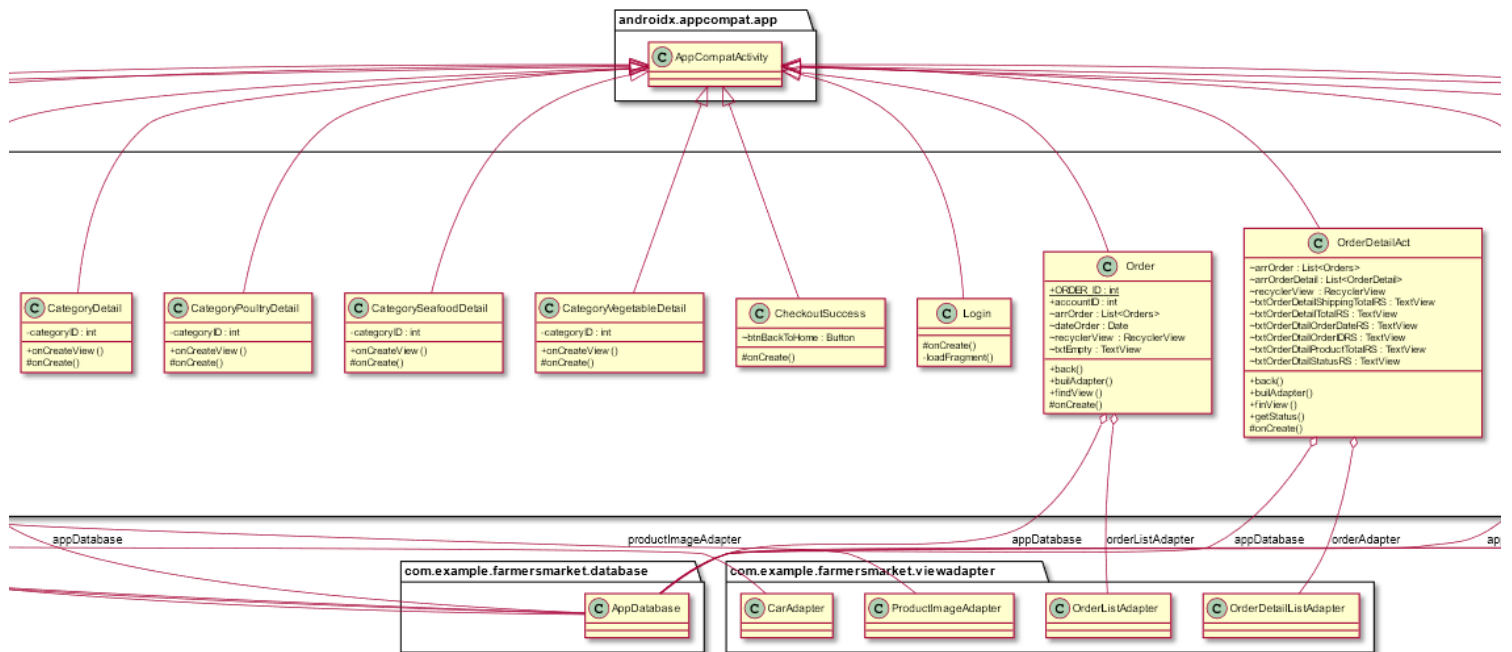 androidx.appcompat.app
C AppCompatActivity
C CategoryDetail
-categoryID : int
+onCreateView()
#onCreate()
C CategoryPoultryDetail
-categoryID : int
+onCreateView()
#onCreate()
C CategorySeafoodDetail
-categoryID : int
+onCreateView()
#onCreate()
C CategoryVegetableDetail
-categoryID : int
+onCreateView()
#onCreate()
C CheckoutSuccess
~btnBackToHome : Button
#onCreate()
C Login
#onCreate()
-loadFragment()
C Order
+ORDER_ID : int
~accountID : int
~arrOrder : List<Orders>
~dateOrder : Date
~recyclerView : RecyclerView
~txtEmpty : TextView
+back()
+builAdapter()
+findView()
#onCreate()
C OrderDetailAct
~arrOrder : List<Orders>
~arrOrderDetail : List<OrderDetail>
~recyclerView : RecyclerView
~txtOrderDetailShippingTotalRS : TextView
~txtOrderDetailTotalRS : TextView
~txtOrderDtailOrderDateRS : TextView
~txtOrderDtailOrderIDRS : TextView
~txtOrderDtailProductTotalRS : TextView
~txtOrderDtailStatusRS : TextView
+back()
+builAdapter()
+finView()
+getStatus()
#onCreate()
appDatabase
productImageAdapter
appDatabase
orderListAdapter
appDatabase
orderAdapter
com.example.farmersmarket.database
C AppDatabase
com.example.farmersmarket.viewadapter
C CarAdapter
C ProductImageAdapter
C OrderListAdapter
C OrderDetailListAdapter